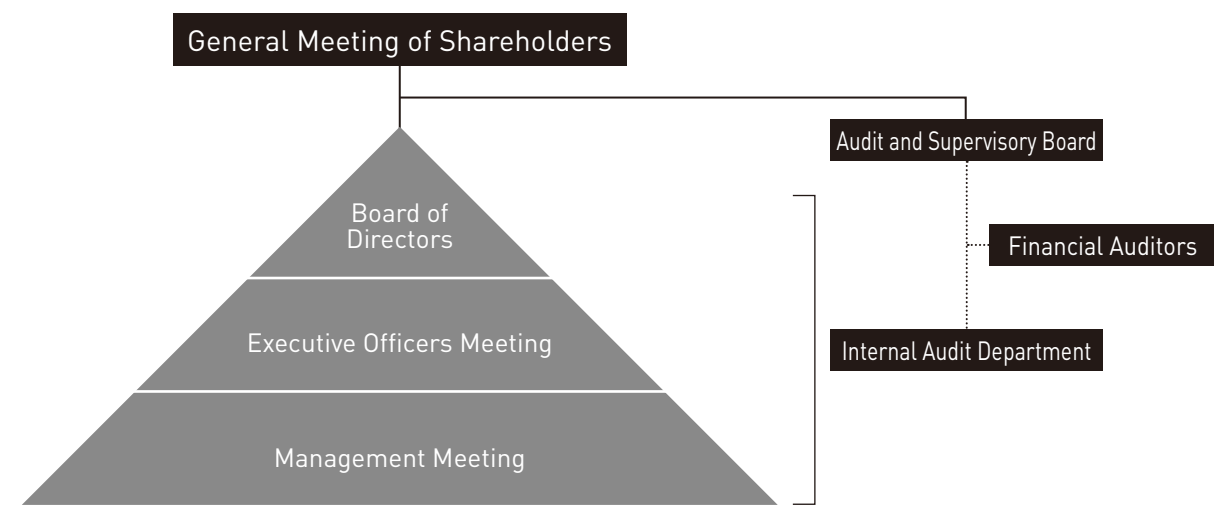 General Meeting of Shareholders
Audit and Supervisory Board
Board of
Directors
Financial Auditors
Executive Officers Meeting
Internal Audit Department
Management Meeting